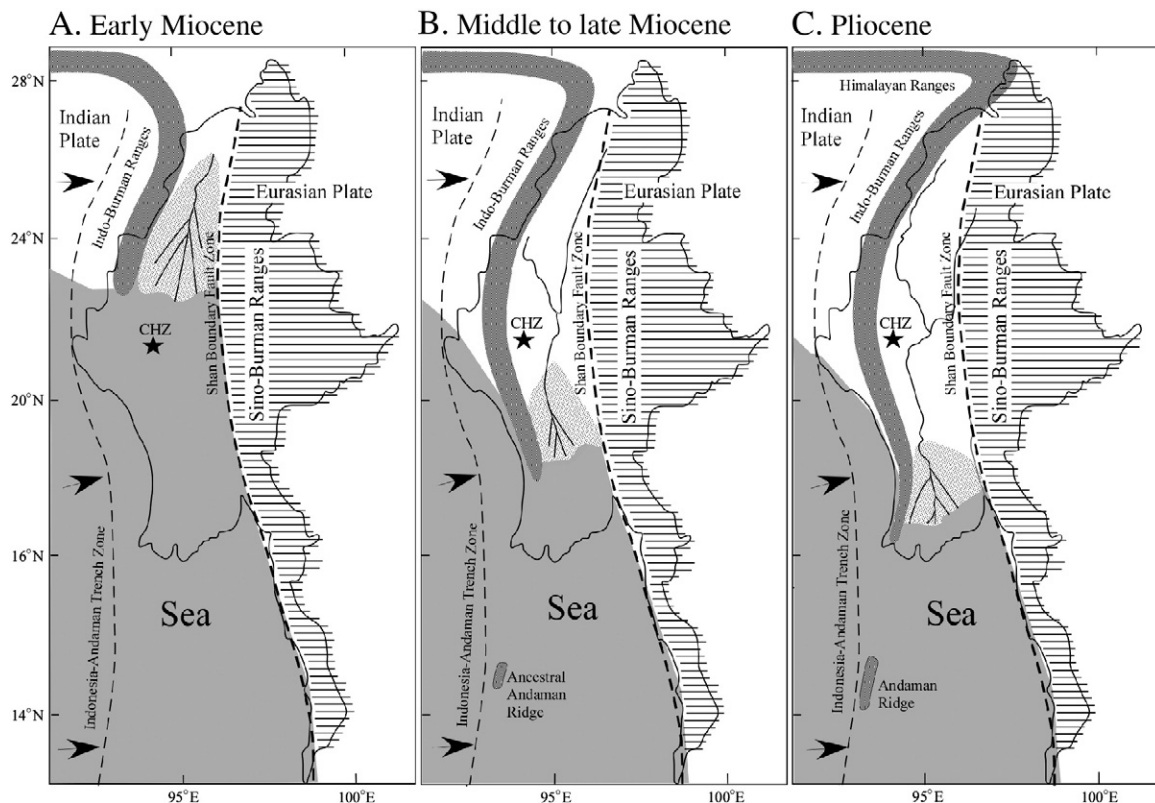 A. Early Miocene
28°N
24°N
20°N
16°N
14°N
Indian
Plate
Indo-Burman Ranges
Eurasian Plate
Shan Boundary Fault Zone
Sino-Burman Ranges
CHZ
Indonesia-Andaman Trench Zone
Sea
95°E
100°E
B. Middle to late Miocene
Indian
Plate
Indo-Burman Ranges
Eurasian Plate
Shan Boundary Fault Zone
Sino-Burman Ranges
CHZ
Indonesia-Andaman Trench Zone
Sea
Ancestral
Andaman
Ridge
95°E
100°E
C. Pliocene
Himalayan Ranges
Indian
Plate
Indo-Burman Ranges
Eurasian Plate
Shan Boundary Fault Zone
Sino-Burman Ranges
CHZ
Indonesia-Andaman Trench Zone
Sea
Andaman
Ridge
95°E
100°E